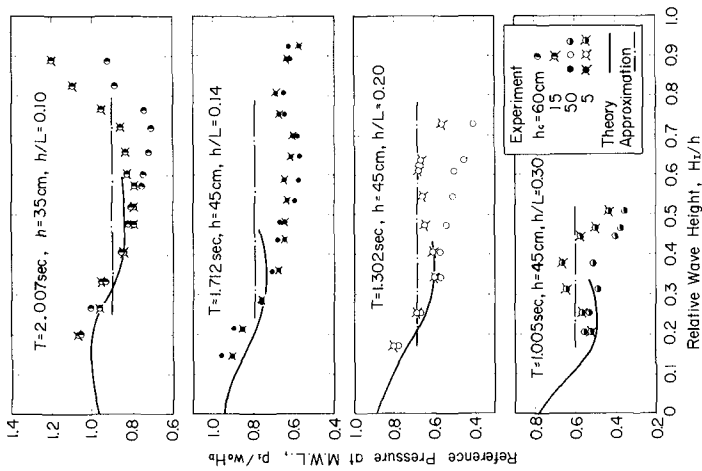 T=2.007sec, h=35cm, h/L=0.10
1.4
1.2
1.0
0.8
0.6
T=1.712sec, h=45cm, h/L=0.14
1.0
0.8
0.6
0.4
T=1.302sec, h=45cm, h/L=0.20
1.0
0.8
0.6
0.4
T=1.005sec, h=45cm, h/L=0.30
0.8
0.6
0.4
0.2
Experiment
hc=60cm
15
50
5
Theory
Approximation
0 0.1 0.2 0.3 0.4 0.5 0.6 0.7 0.8 0.9 1.0
Relative Wave Height, HI/h
Reference Pressure at M.W.L., p1/w0HD